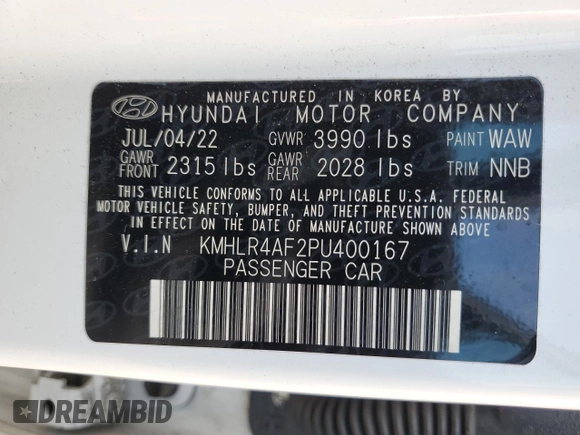 MANUFACTURED IN KOREA BY
HYUNDAI MOTOR COMPANY
JUL/04/22 GVWR 3990 lbs PAINT WAW
GAWR FRONT 2315 lbs GAWR REAR 2028 lbs TRIM NNB
THIS VEHICLE CONFORMS TO ALL APPLICABLE U.S.A. FEDERAL
MOTOR VEHICLE SAFETY, BUMPER, AND THEFT PREVENTION STANDARDS
IN EFFECT ON THE DATE OF MANUFACTURE SHOWN ABOVE.
V.I.N KMHLR4AF2PU400167
PASSENGER CAR
DREAMBID